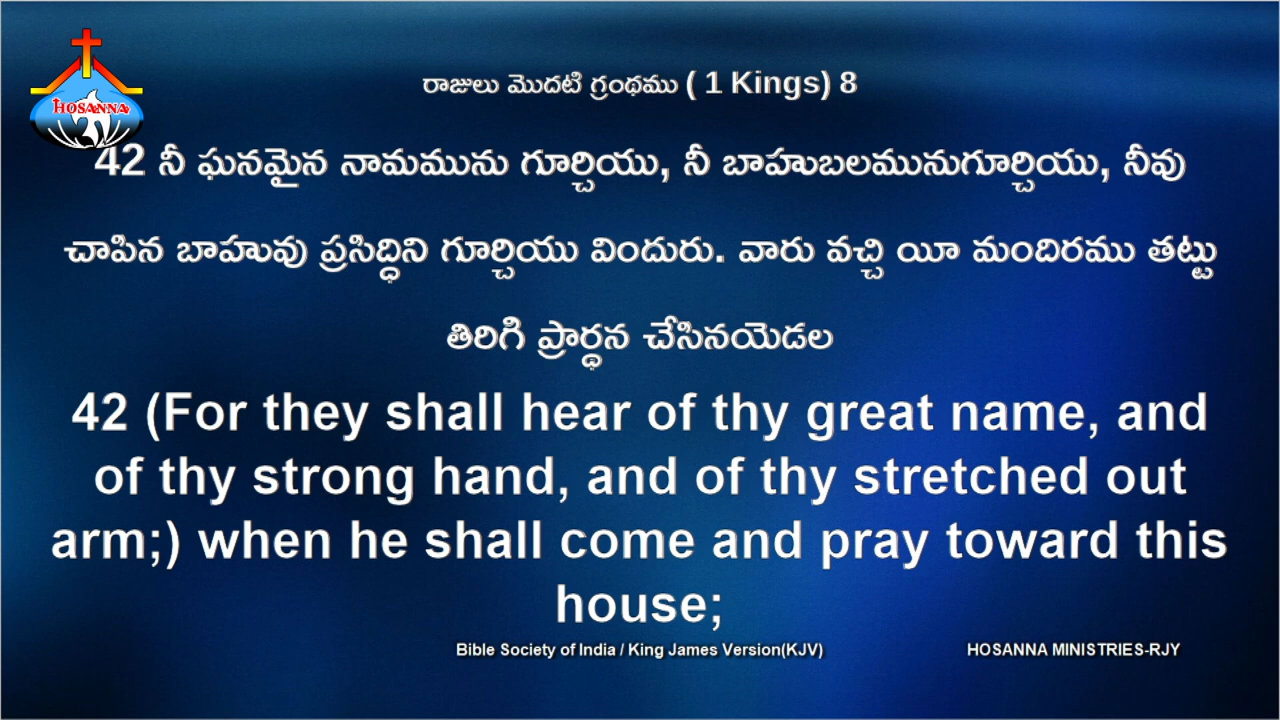 HOSANNA
రాజులు మొదటి గ్రంథము ( 1 Kings) 8
42 నీ ఘనమైన నామమును గూర్చియు, నీ బాహుబలమునుగూర్చియు, నీవు
చాపిన బాహువు ప్రసిద్ధిని గూర్చియు విందురు. వారు వచ్చి యీ మందిరము తట్టు
తిరిగి ప్రార్థన చేసినయెడల
42 (For they shall hear of thy great name, and
of thy strong hand, and of thy stretched out
arm;) when he shall come and pray toward this
house;
Bible Society of India / King James Version(KJV) HOSANNA MINISTRIES-RJY